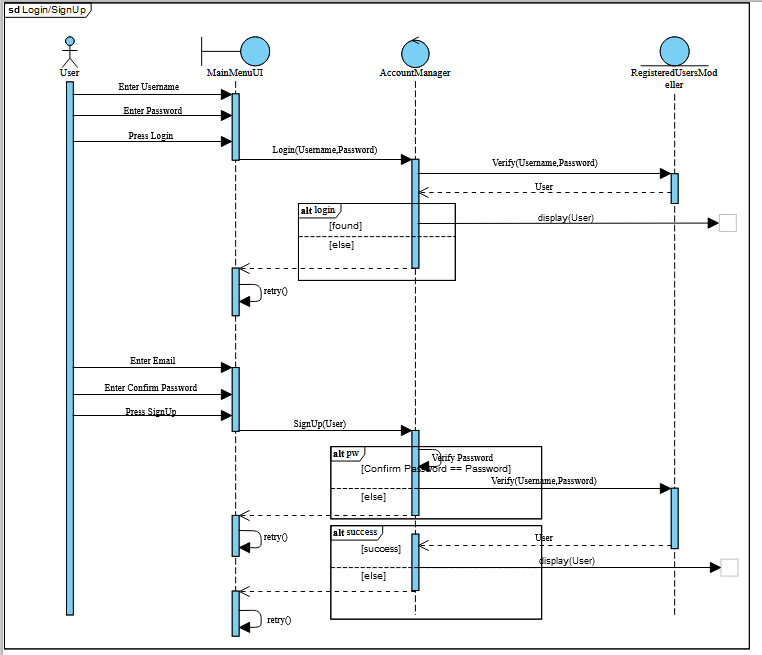 sd Login/SignUp
User
MainMenuUI
AccountManager
RegisteredUsersMod
eller
Enter Username
Enter Password
Press Login
Login(Username,Password)
Verify(Username,Password)
User
alt login
display(User)
[found]
[else]
retry()
Enter Email
Enter Confirm Password
Press SignUp
SignUp(User)
alt pw
Verify Password
[Confirm Password == Password]
Verify(Username,Password)
[else]
retry()
alt success
User
[success]
display(User)
[else]
retry()